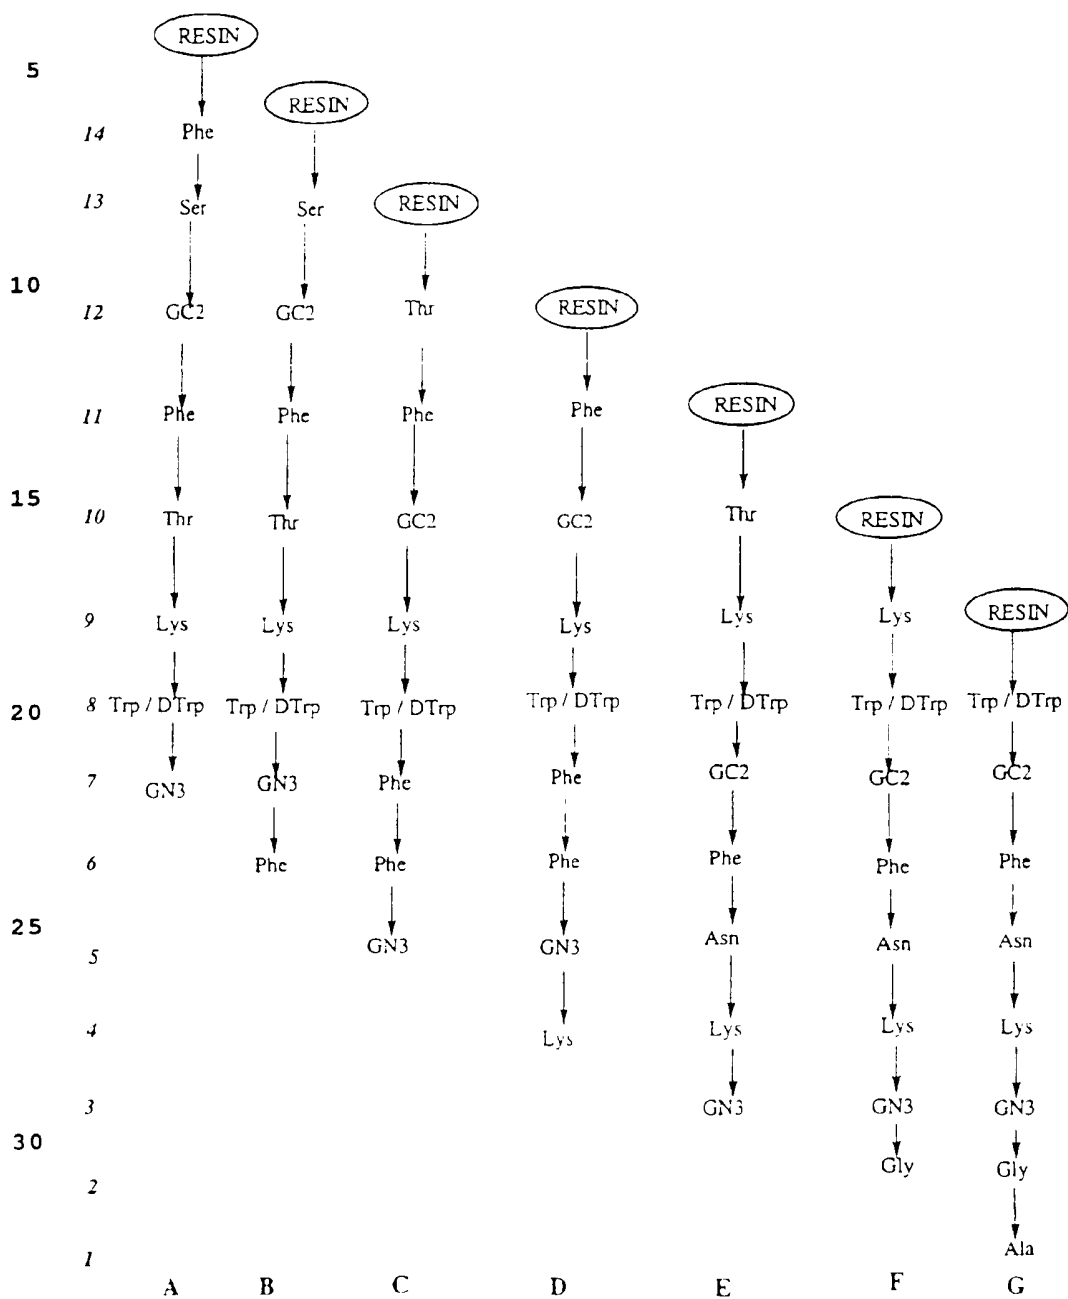 RESIN
5
RESIN
14 Phe
13 Ser Ser RESIN
10
12 GC2 GC2 Thr RESIN
11 Phe Phe Phe Phe RESIN
15
10 Thr Thr GC2 GC2 Thr RESIN
9 Lys Lys Lys Lys Lys Lys RESIN
20 8 Trp / DTrp Trp / DTrp Trp / DTrp Trp / DTrp Trp / DTrp Trp / DTrp Trp / DTrp
7 GN3 GN3 Phe Phe GC2 GC2 GC2
6 Phe Phe Phe Phe Phe Phe
25
5 GN3 GN3 Asn Asn Asn
4 Lys Lys Lys Lys
3 GN3 GN3 GN3
30
2 Gly Gly
1 Ala
A B C D E F G